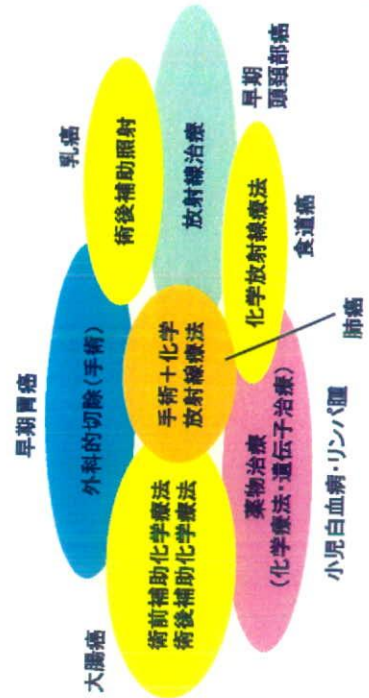 早期胃癌
乳癌
大腸癌
外科的切除(手術)
術後補助照射
術前補助化学療法
術後補助化学療法
手術+化学
放射線療法
放射線治療
薬物治療
(化学療法・遺伝子治療)
化学放射線療法
早期
頭頸部癌
食道癌
肺癌
小児白血病・リンパ腫